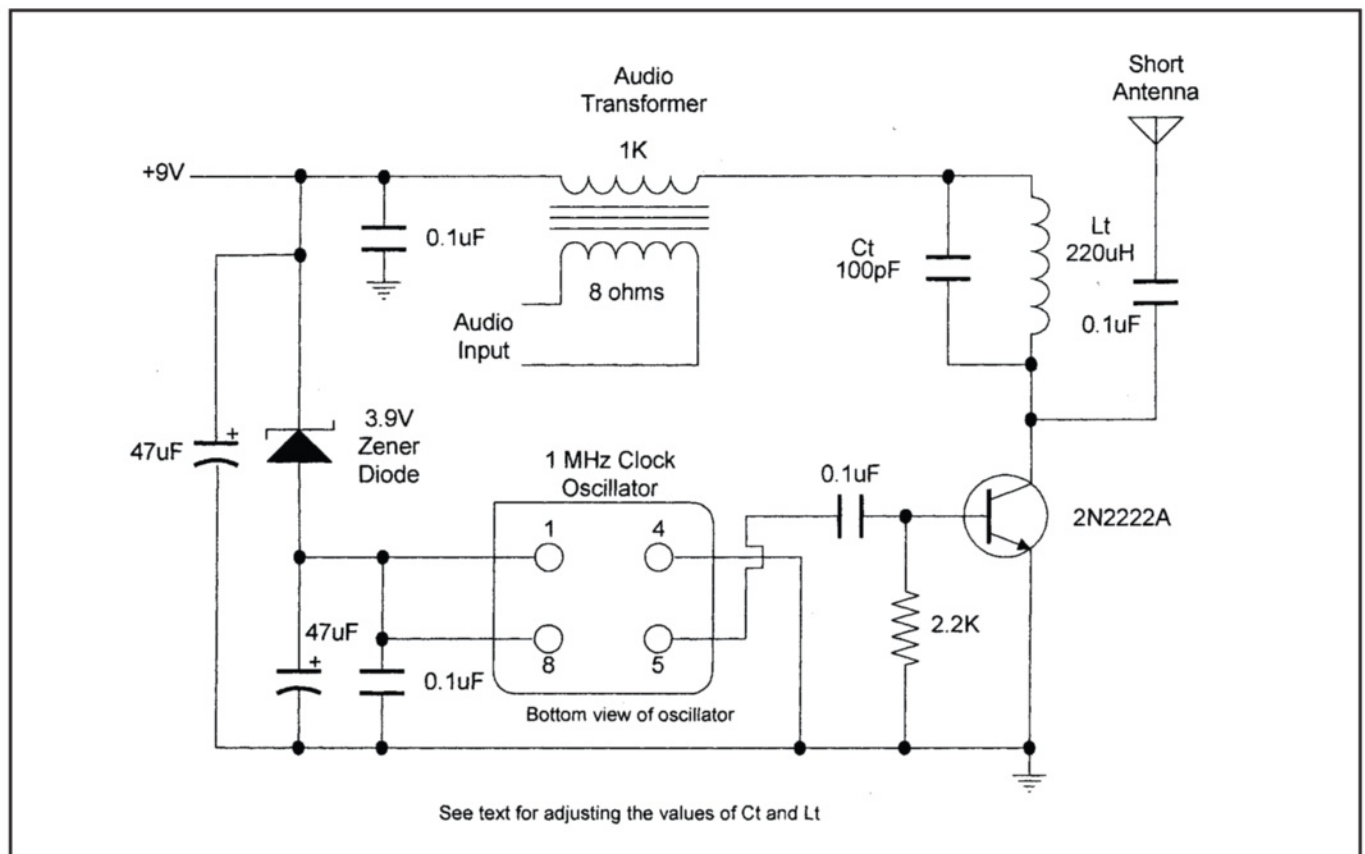 Audio
Transformer
Short
Antenna
1K
+9V
0.1uF
8 ohms
Audio
Input
Ct
100pF
Lt
220uH
0.1uF
47uF
+
3.9V
Zener
Diode
1 MHz Clock
Oscillator
0.1uF
2N2222A
1
4
8
5
47uF
+
0.1uF
2.2K
Bottom view of oscillator
See text for adjusting the values of Ct and Lt